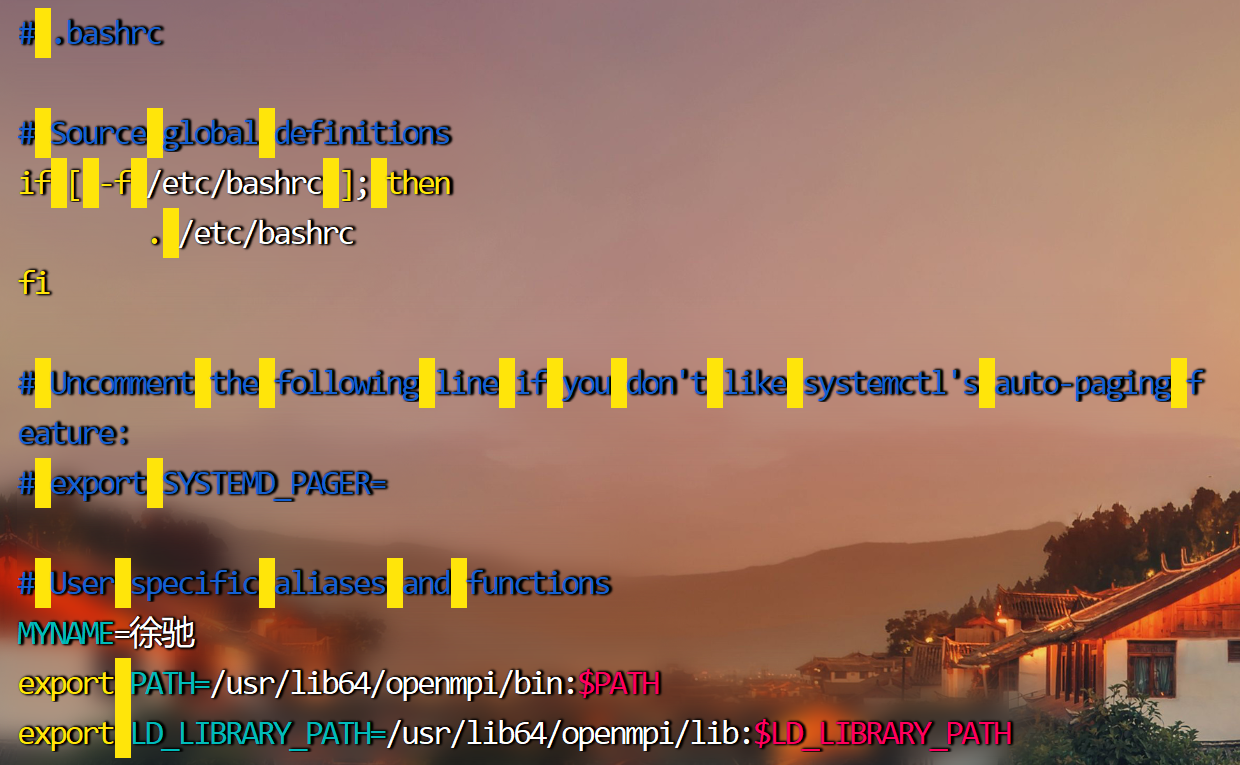 # .bashrc

# Source global definitions
if [ -f /etc/bashrc ]; then
        . /etc/bashrc
fi

# Uncomment the following line if you don't like systemctl's auto-paging f
eature:
# export SYSTEMD_PAGER=

# User specific aliases and functions
MYNAME=徐驰
export PATH=/usr/lib64/openmpi/bin:$PATH
export LD_LIBRARY_PATH=/usr/lib64/openmpi/lib:$LD_LIBRARY_PATH